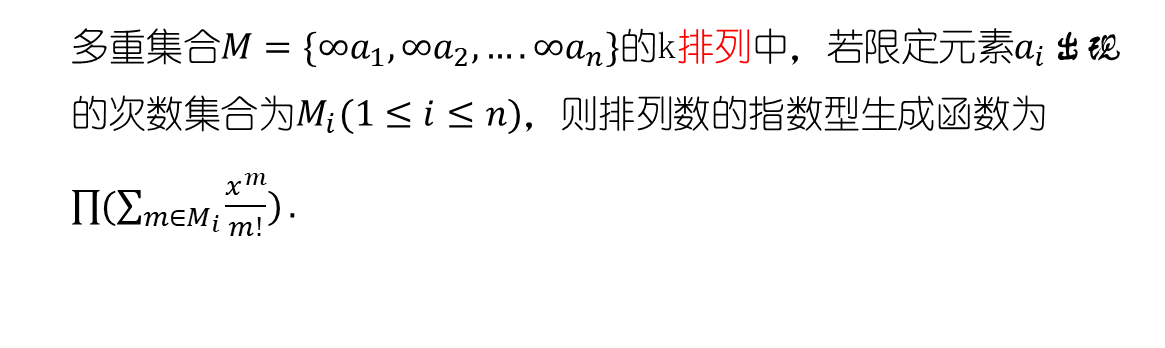 多重集合M = {∞a₁, ∞a₂, .... ∞aₙ}的k排列中，若限定元素aᵢ 出现
的次数集合为Mᵢ(1 ≤ i ≤ n)，则排列数的指数型生成函数为
∏(∑_{m∈Mᵢ} x^m/m!) .